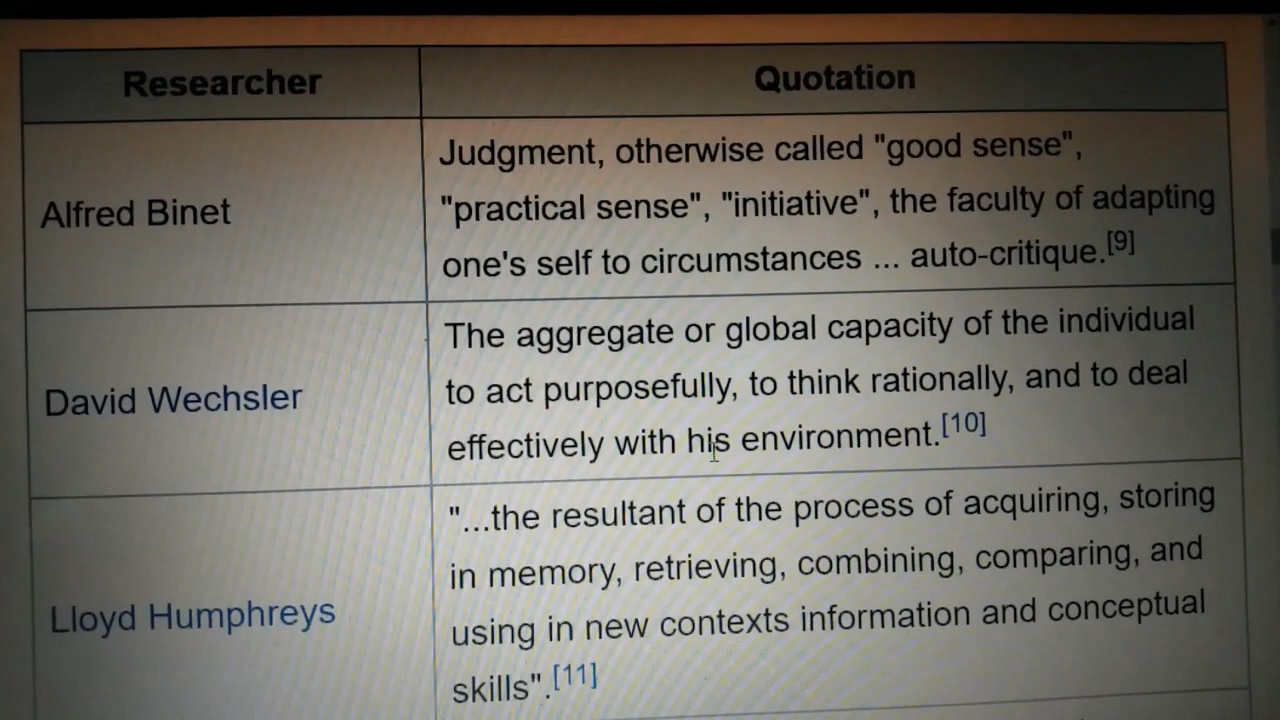 Researcher
Quotation
Alfred Binet
Judgment, otherwise called "good sense",
"practical sense", "initiative", the faculty of adapting
one's self to circumstances ... auto-critique.[9]
David Wechsler
The aggregate or global capacity of the individual
to act purposefully, to think rationally, and to deal
effectively with his environment.[10]
Lloyd Humphreys
"...the resultant of the process of acquiring, storing
in memory, retrieving, combining, comparing, and
using in new contexts information and conceptual
skills".[11]